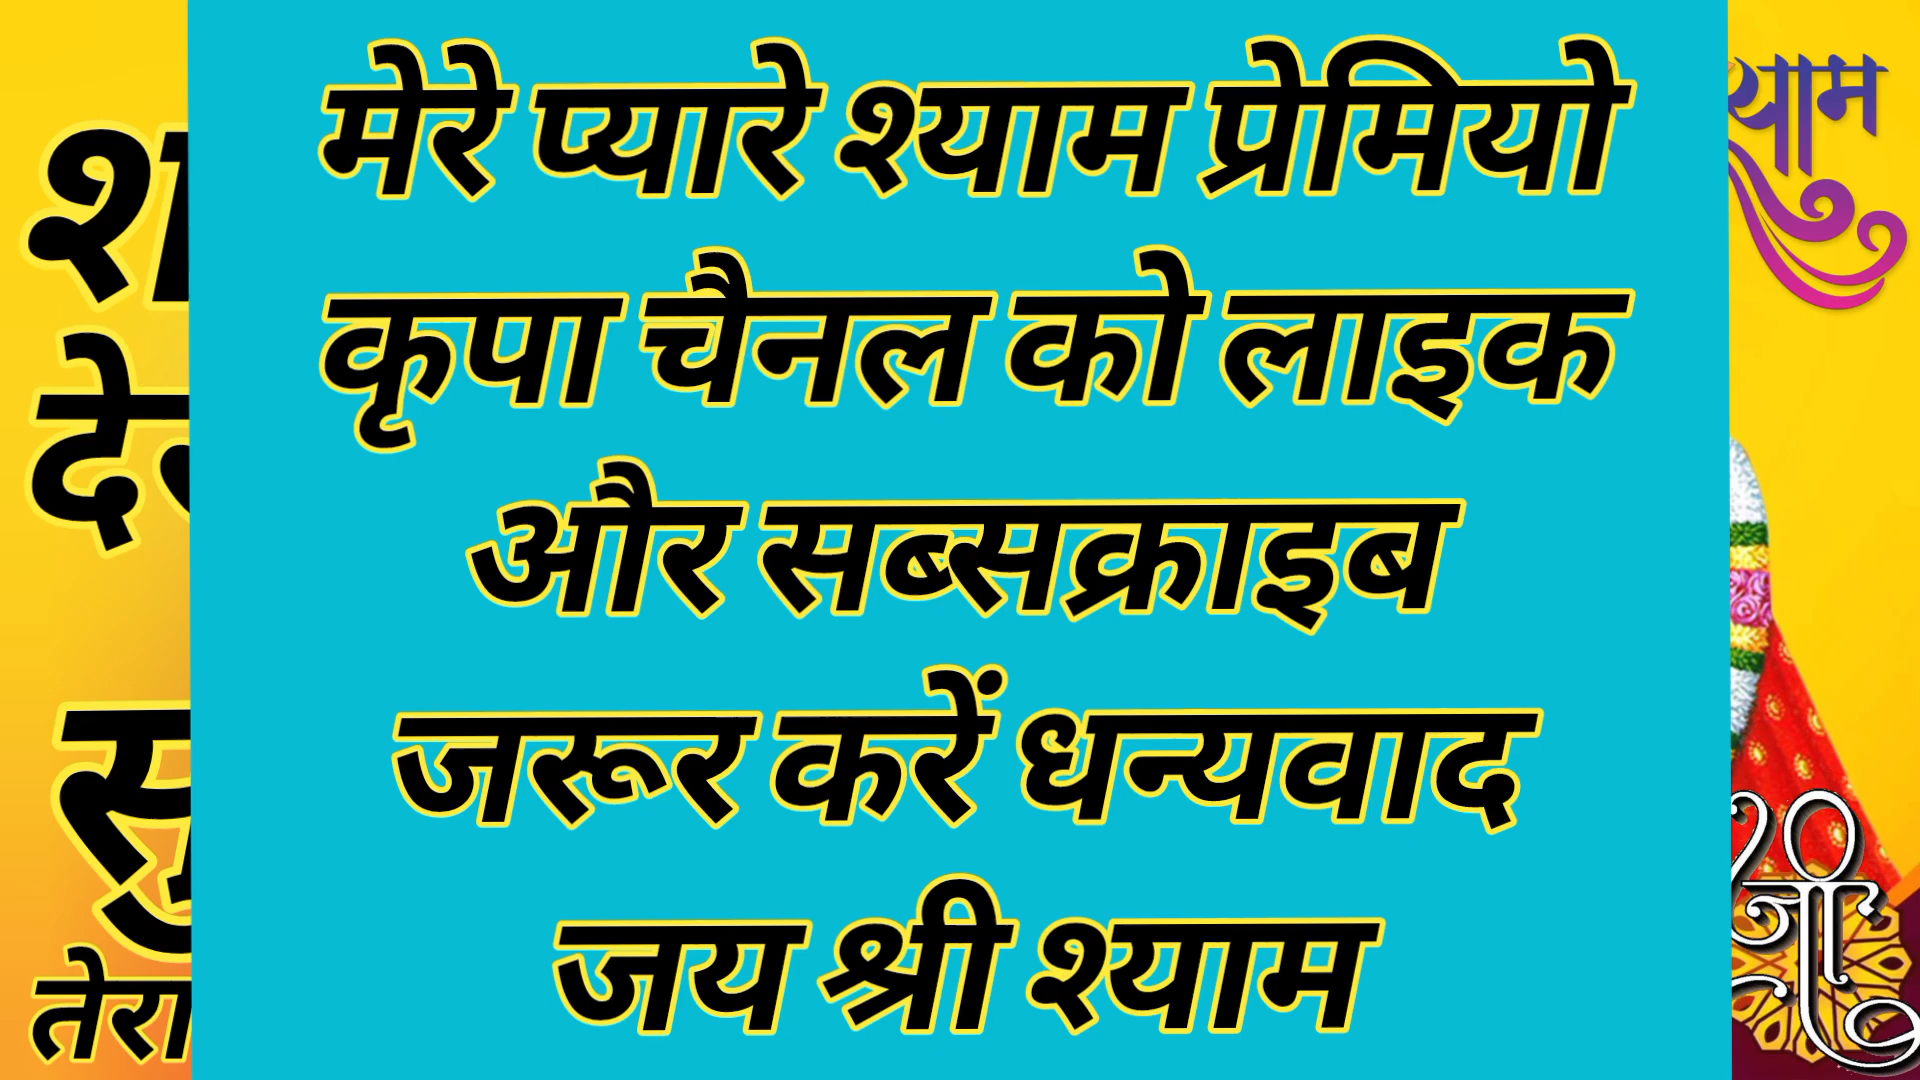 मेरे प्यारे श्याम प्रेमियो
कृपा चैनल को लाइक
और सब्सक्राइब
जरूर करें धन्यवाद
जय श्री श्याम
तेरा